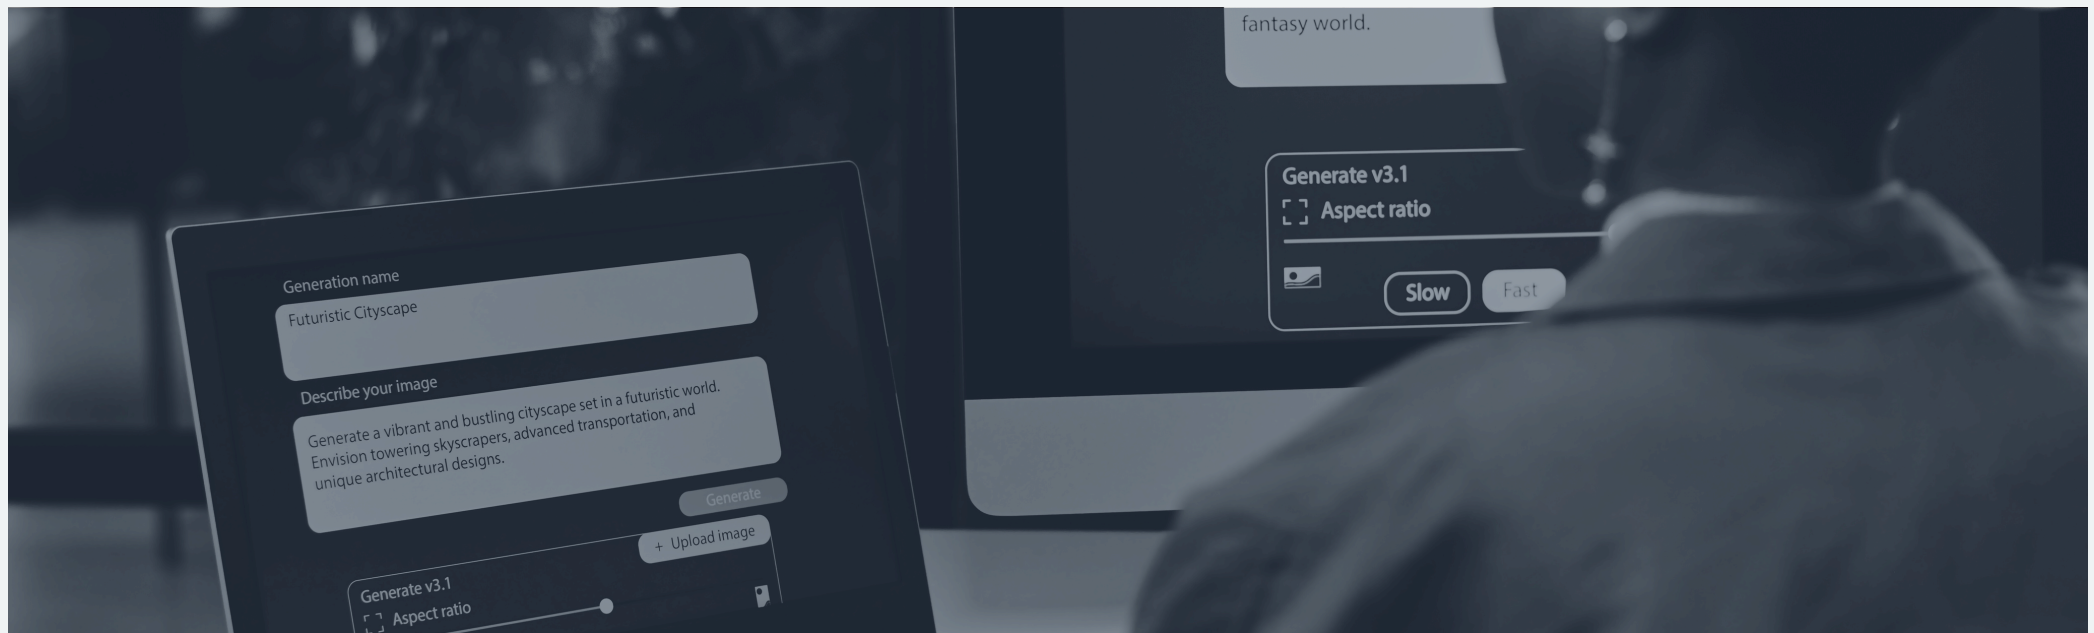 Generation name
Futuristic Cityscape
Describe your image
Generate a vibrant and bustling cityscape set in a futuristic world.
Envision towering skyscrapers, advanced transportation, and
unique architectural designs.
Generate
+ Upload image
Generate v3.1
Aspect ratio
fantasy world.
Generate v3.1
Aspect ratio
Slow
Fast